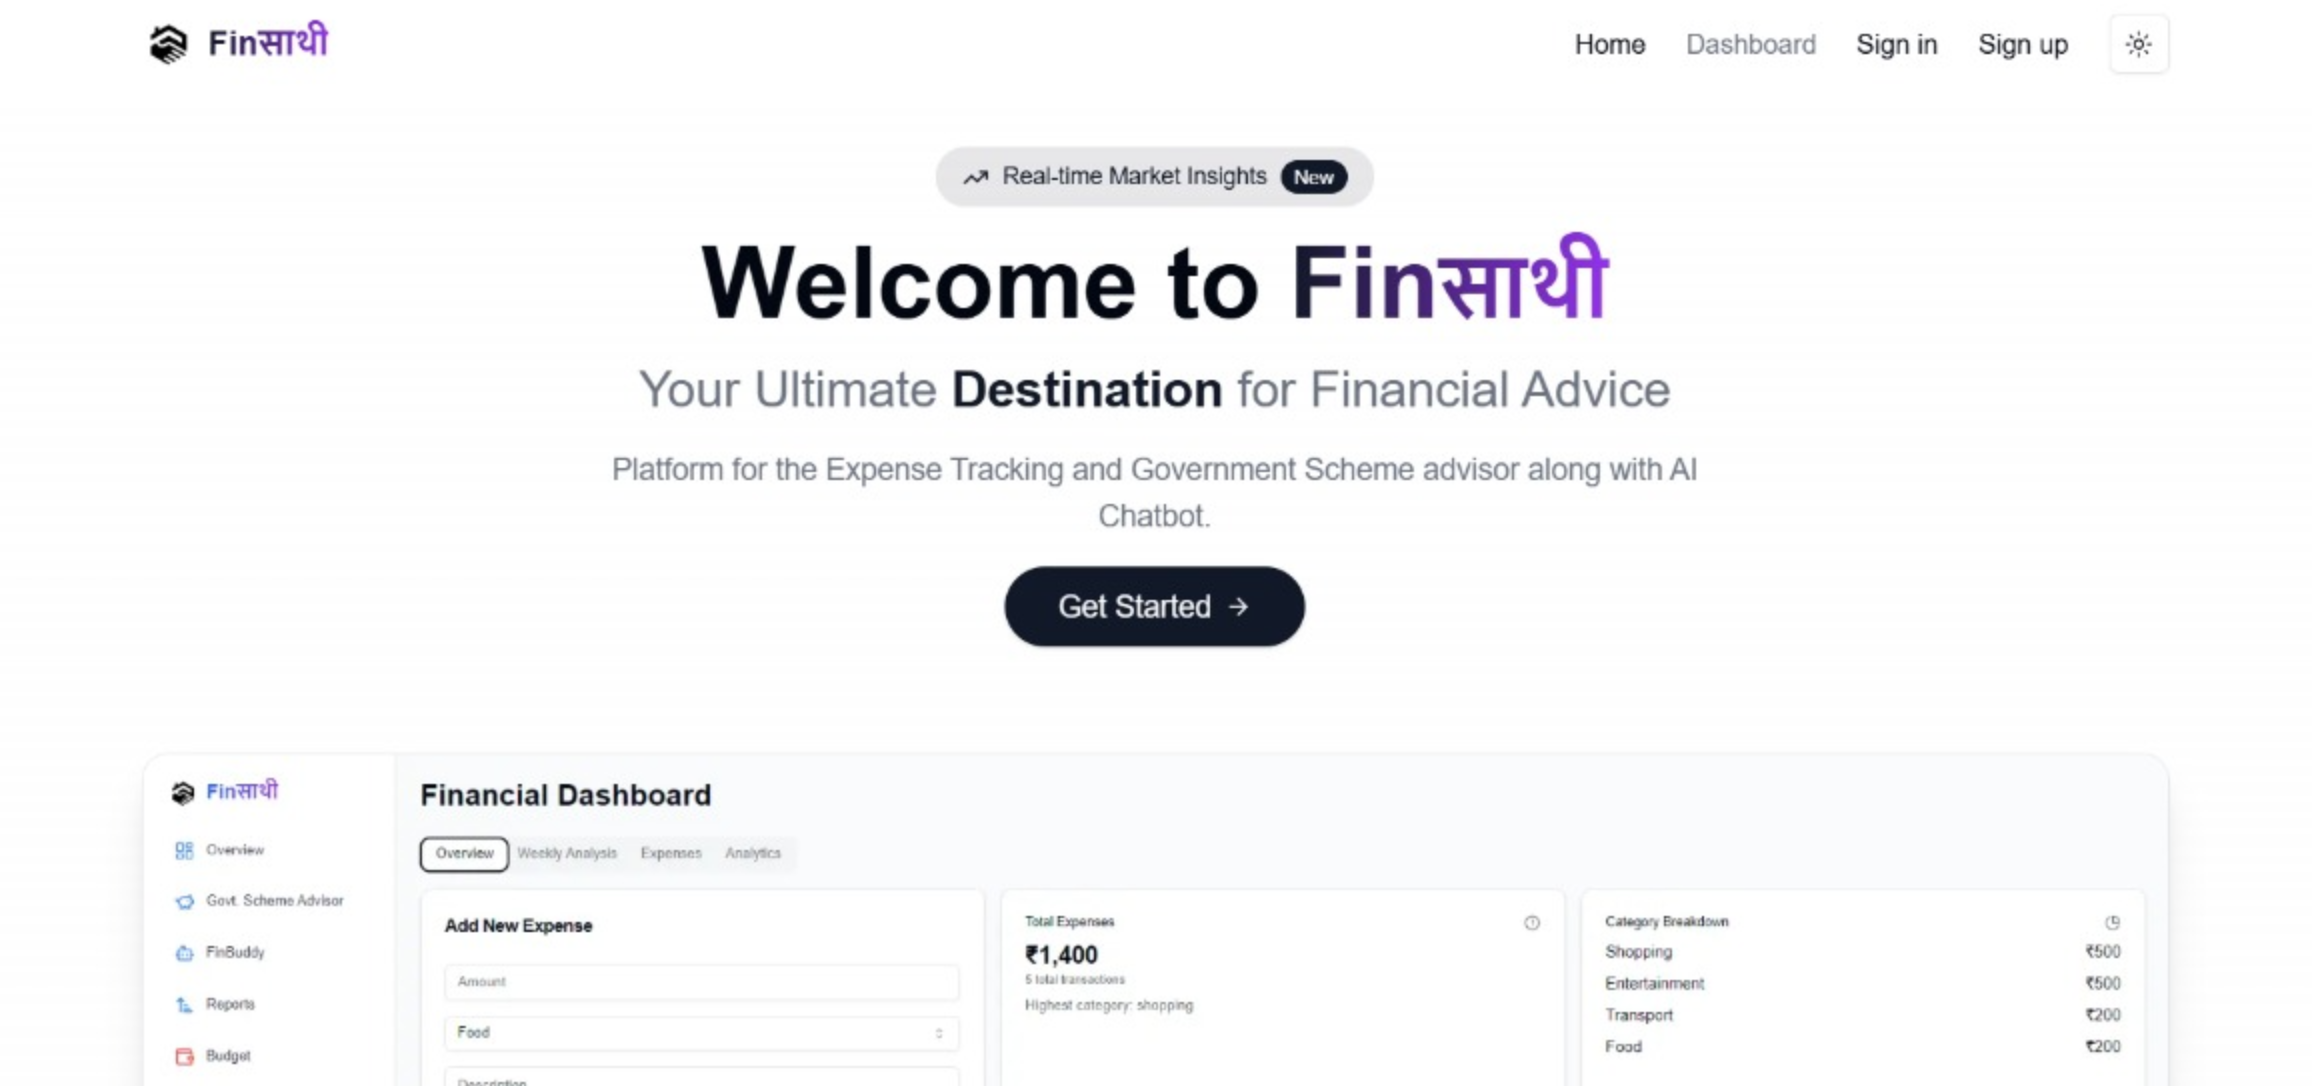 Finसाथी
Home Dashboard Sign in Sign up
Real-time Market Insights New
Welcome to Finसाथी
Your Ultimate Destination for Financial Advice
Platform for the Expense Tracking and Government Scheme advisor along with AI
Chatbot.
Get Started →
Finसाथी
Overview
Govt. Scheme Advisor
FinBuddy
Reports
Budget
Financial Dashboard
Overview Weekly Analysis Expenses Analytics
Add New Expense
Amount
Food
Description
Total Expenses
₹1,400
5 total transactions
Highest category: shopping
Category Breakdown
Shopping ₹500
Entertainment ₹500
Transport ₹200
Food ₹200